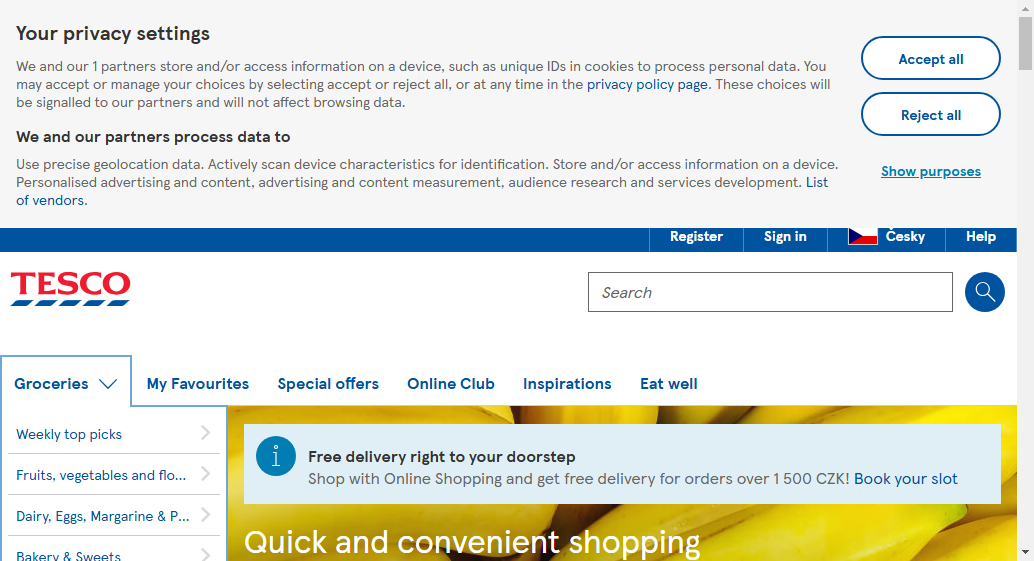 Your privacy settings
We and our 1 partners store and/or access information on a device, such as unique IDs in cookies to process personal data. You
may accept or manage your choices by selecting accept or reject all, or at any time in the privacy policy page. These choices will
be signalled to our partners and will not affect browsing data.
We and our partners process data to
Use precise geolocation data. Actively scan device characteristics for identification. Store and/or access information on a device.
Personalised advertising and content, advertising and content measurement, audience research and services development. List
of vendors.
Accept all
Reject all
Show purposes
Register
Sign in
Česky
Help
TESCO
Search
Groceries
My Favourites
Special offers
Online Club
Inspirations
Eat well
Weekly top picks
Fruits, vegetables and flo...
Dairy, Eggs, Margarine & P...
Bakery & Sweets
Free delivery right to your doorstep
Shop with Online Shopping and get free delivery for orders over 1 500 CZK! Book your slot
Quick and convenient shopping